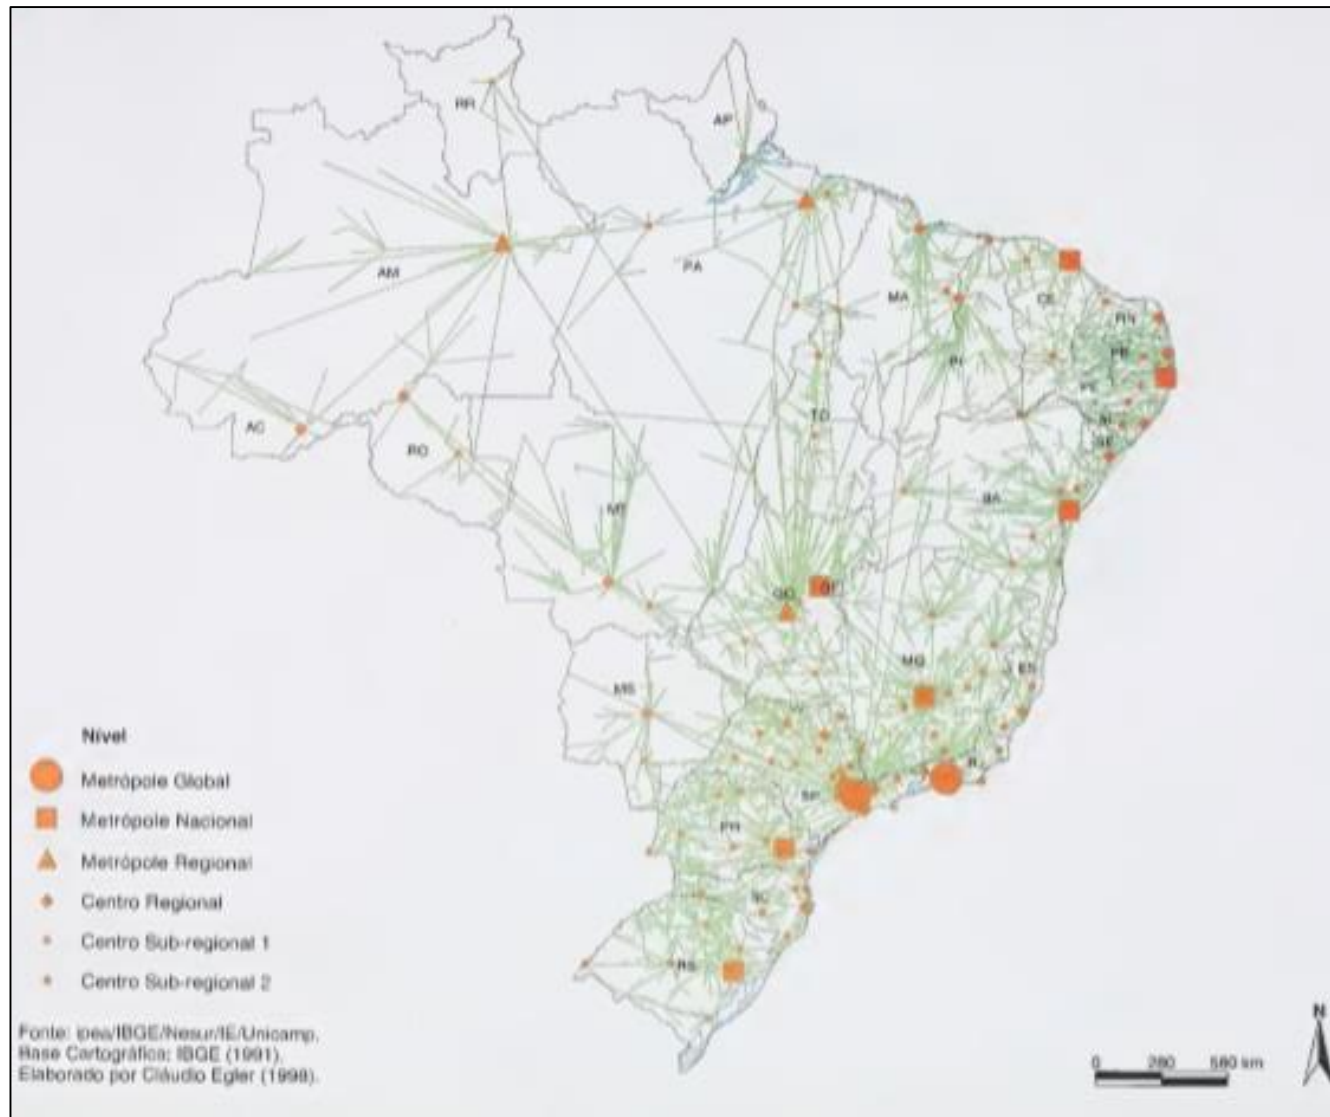 RR
AP
AM
PA
MA
CE
RN
PB
PI
PE
AC
TO
AL
SE
RO
BA
MT
GO
DF
MG
ES
MS
SP
RJ
PR
SC
RS
Nível
Metrópole Global
Metrópole Nacional
Metrópole Regional
Centro Regional
Centro Sub-regional 1
Centro Sub-regional 2
Fonte: Ipea/IBGE/Nesur/IE/Unicamp.
Base Cartográfica: IBGE (1991).
Elaborado por Cláudio Egler (1998).
N
0 280 580 km